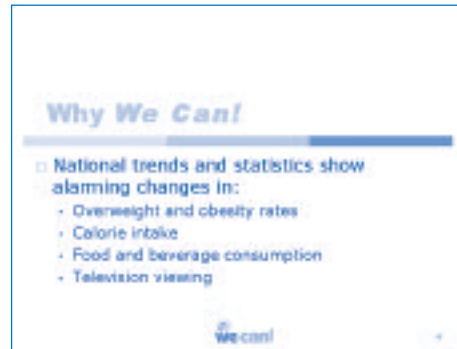 Why We Can!
National trends and statistics show
alarming changes in:
• Overweight and obesity rates
• Calorie intake
• Food and beverage consumption
• Television viewing
we can!